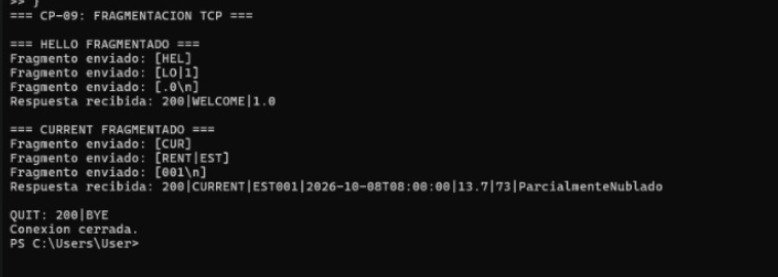 >> }
=== CP-09: FRAGMENTACION TCP ===
=== HELLO FRAGMENTADO ===
Fragmento enviado: [HEL]
Fragmento enviado: [LO|1]
Fragmento enviado: [.0\n]
Respuesta recibida: 200|WELCOME|1.0
=== CURRENT FRAGMENTADO ===
Fragmento enviado: [CUR]
Fragmento enviado: [RENT|EST]
Fragmento enviado: [001\n]
Respuesta recibida: 200|CURRENT|EST001|2026-10-08T08:00:00|13.7|73|ParcialmenteNublado
QUIT: 200|BYE
Conexion cerrada.
PS C:\Users\User>